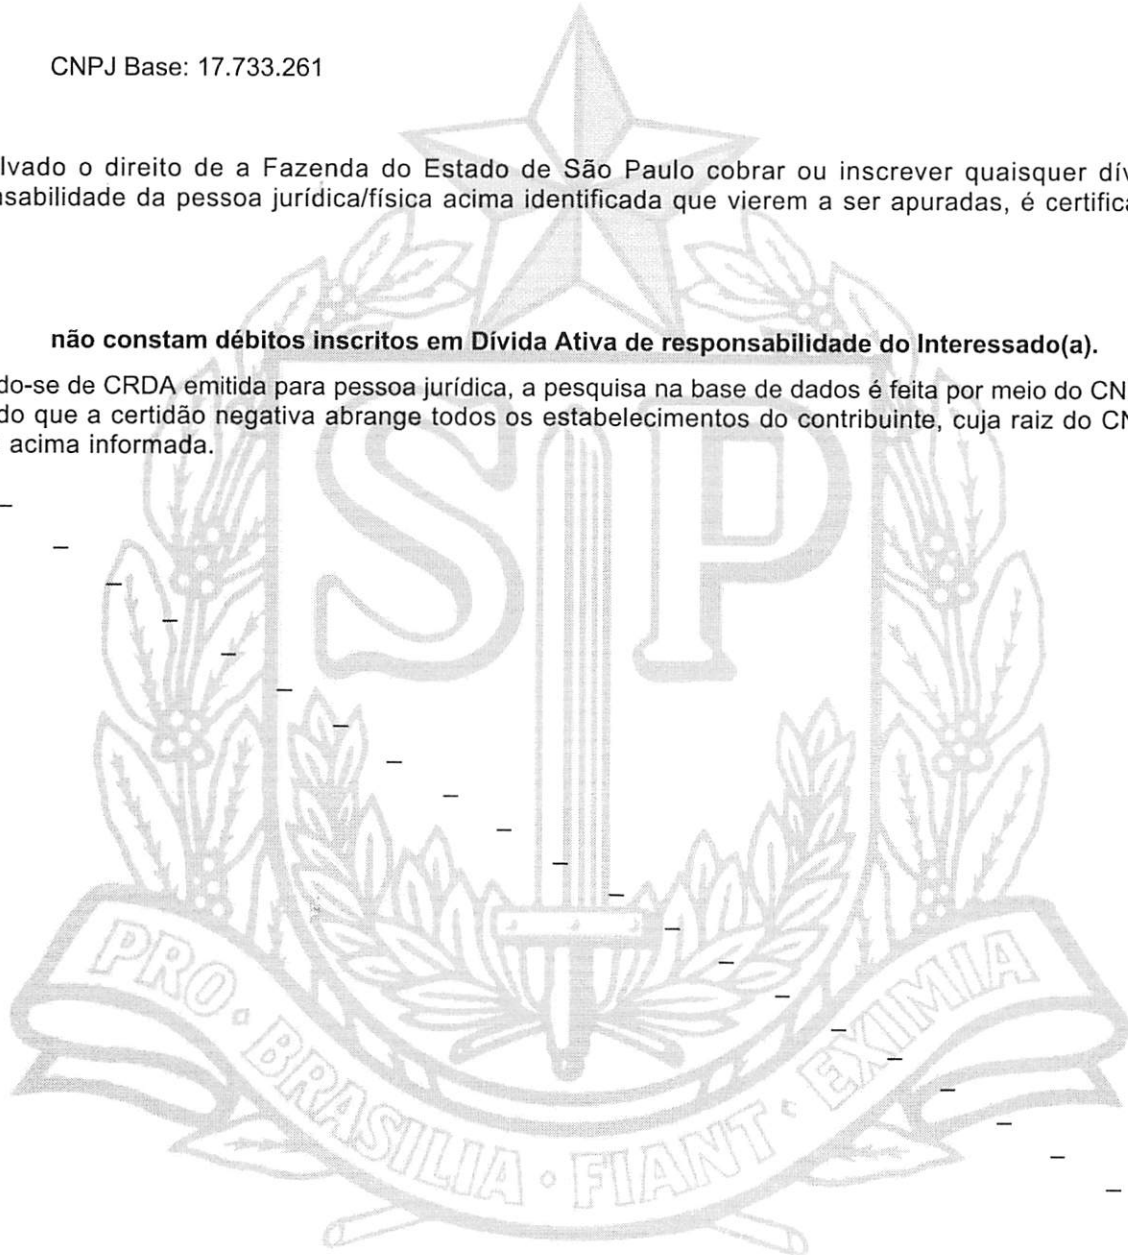 CNPJ Base: 17.733.261
lvado o direito de a Fazenda do Estado de São Paulo cobrar ou inscrever quaisquer dív
nsabilidade da pessoa jurídica/física acima identificada que vierem a ser apuradas, é certific
não constam débitos inscritos em Dívida Ativa de responsabilidade do Interessado(a).
do-se de CRDA emitida para pessoa jurídica, a pesquisa na base de dados é feita por meio do CN
do que a certidão negativa abrange todos os estabelecimentos do contribuinte, cuja raiz do CN
acima informada.
SP
PRO · BRASILIA · FIANT · EXIMIA